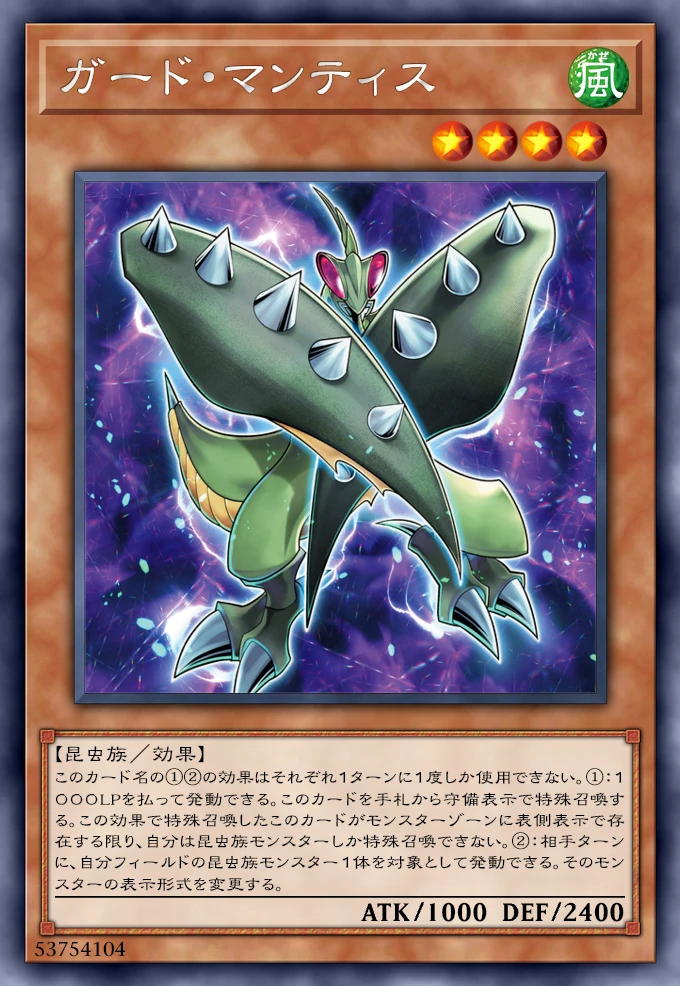 ガード・マンティス
かぜ
風
【昆虫族／効果】
このカード名の①②の効果はそれぞれ1ターンに1度しか使用できない。①:1
000LPを払って発動できる。このカードを手札から守備表示で特殊召喚す
る。この効果で特殊召喚したこのカードがモンスターゾーンに表側表示で存
在する限り、自分は昆虫族モンスターしか特殊召喚できない。②:相手ターン
に、自分フィールドの昆虫族モンスター1体を対象として発動できる。そのモン
スターの表示形式を変更する。
ATK/1000 DEF/2400
53754104